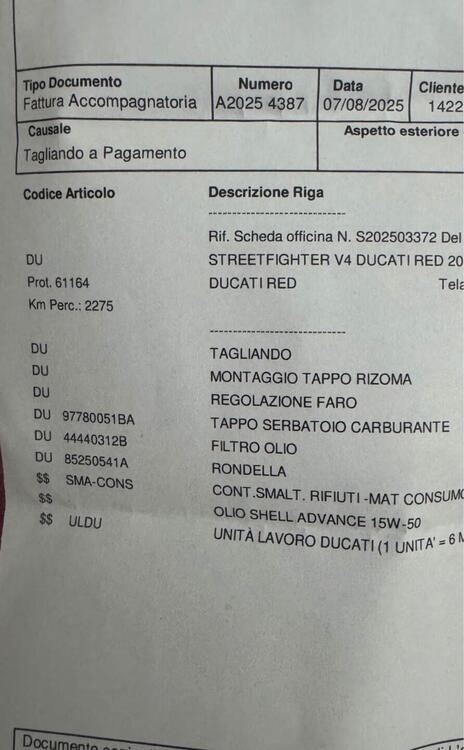 Tipo Documento Numero Data Cliente
Fattura Accompagnatoria A2025 4387 07/08/2025 1422
Causale Aspetto esteriore
Tagliando a Pagamento
Codice Articolo Descrizione Riga
-----------------------------
Rif. Scheda officina N. S202503372 Del
DU STREETFIGHTER V4 DUCATI RED 20
Prot. 61164 DUCATI RED Tela
Km Perc.: 2275
-----------------------------
DU TAGLIANDO
DU MONTAGGIO TAPPO RIZOMA
DU REGOLAZIONE FARO
DU 97780051BA TAPPO SERBATOIO CARBURANTE
DU 44440312B FILTRO OLIO
DU 85250541A RONDELLA
$$ SMA-CONS CONT.SMALT. RIFIUTI -MAT CONSUMO
$$ OLIO SHELL ADVANCE 15W-50
$$ ULDU UNITÀ LAVORO DUCATI (1 UNITA' = 6 M
Documento